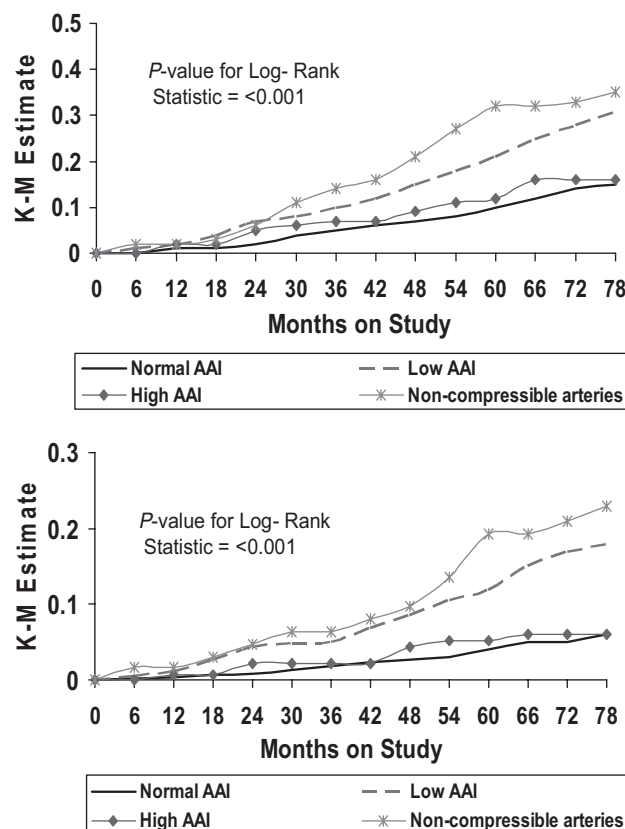 0.5
0.4
0.3
0.2
0.1
0
K-M Estimate
P-value for Log- Rank
Statistic = <0.001
0 6 12 18 24 30 36 42 48 54 60 66 72 78
Months on Study
Normal AAI Low AAI
High AAI Non-compressible arteries
0.3
0.2
0.1
0
K-M Estimate
P-value for Log- Rank
Statistic = <0.001
0 6 12 18 24 30 36 42 48 54 60 66 72 78
Months on Study
Normal AAI Low AAI
High AAI Non-compressible arteries